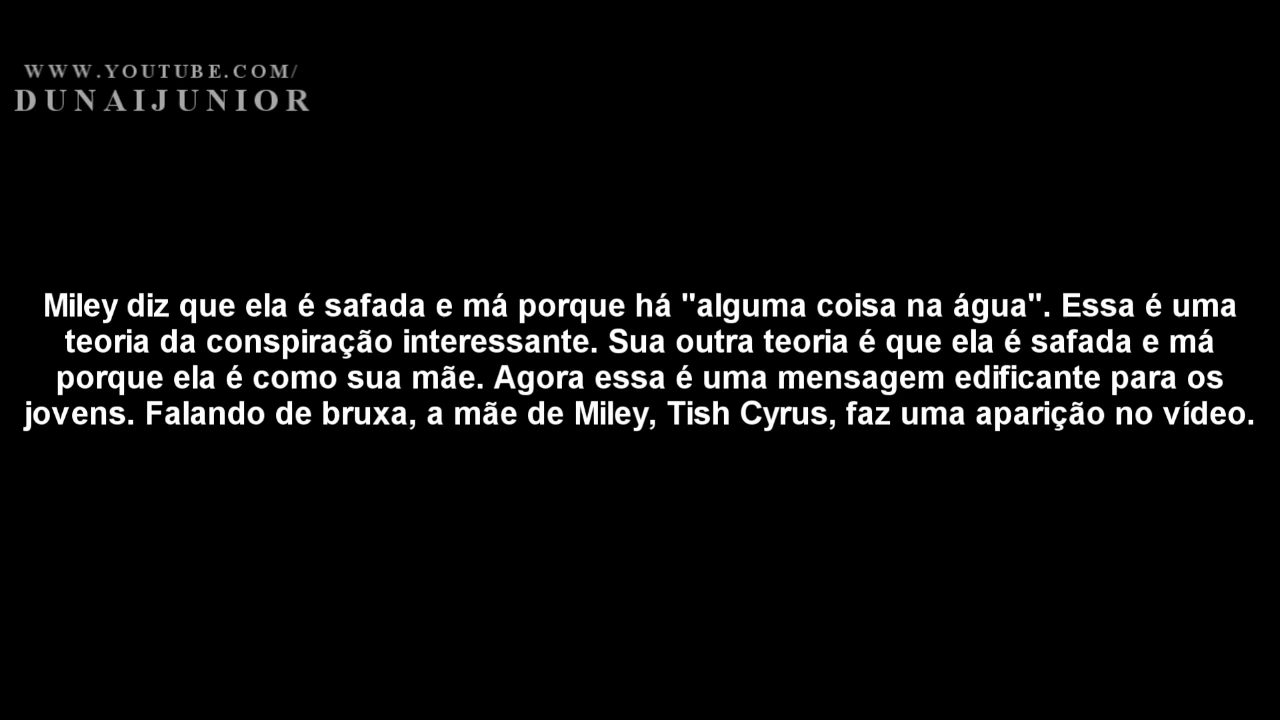 WWW.YOUTUBE.COM/
DUNAIJUNIOR
Miley diz que ela é safada e má porque há "alguma coisa na água". Essa é uma
teoria da conspiração interessante. Sua outra teoria é que ela é safada e má
porque ela é como sua mãe. Agora essa é uma mensagem edificante para os
jovens. Falando de bruxa, a mãe de Miley, Tish Cyrus, faz uma aparição no vídeo.